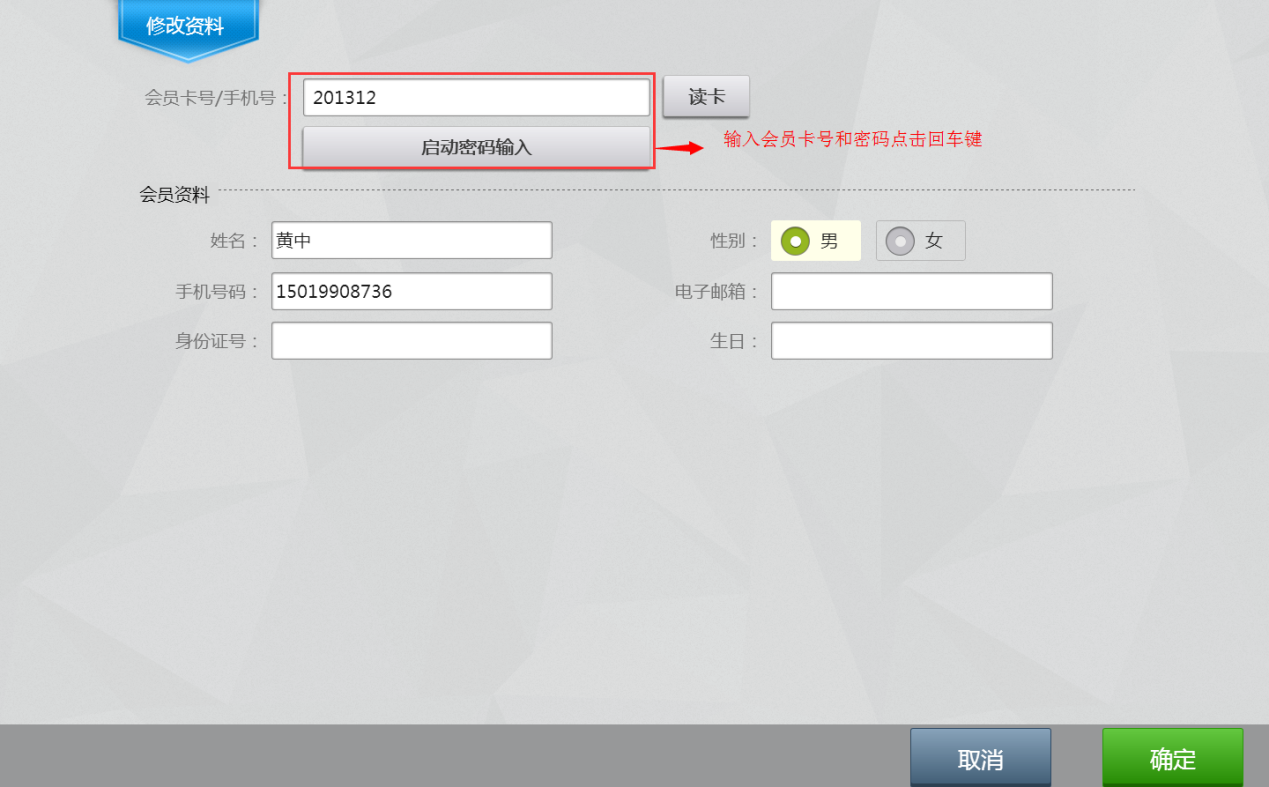 修改资料
会员卡号/手机号： 201312 读卡
启动密码输入
输入会员卡号和密码点击回车键
会员资料
姓名： 黄中 性别： 男 女
手机号码： 15019908736 电子邮箱：
身份证号： 生日：
取消 确定